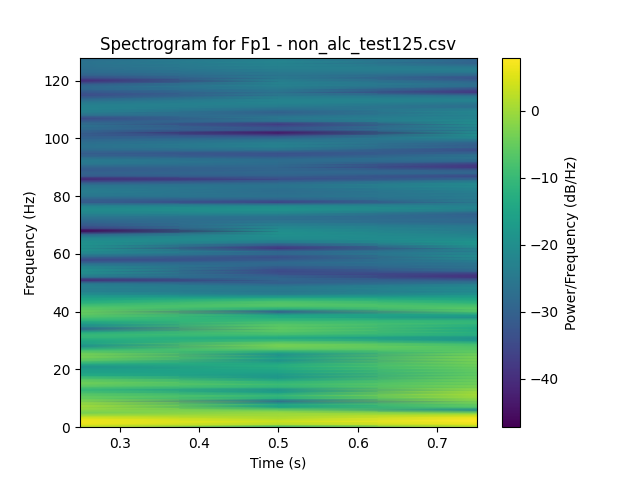 Spectrogram for Fp1 - non_alc_test125.csv
120
100
80
60
40
20
0
Frequency (Hz)
0.3 0.4 0.5 0.6 0.7
Time (s)
0
−10
−20
−30
−40
Power/Frequency (dB/Hz)